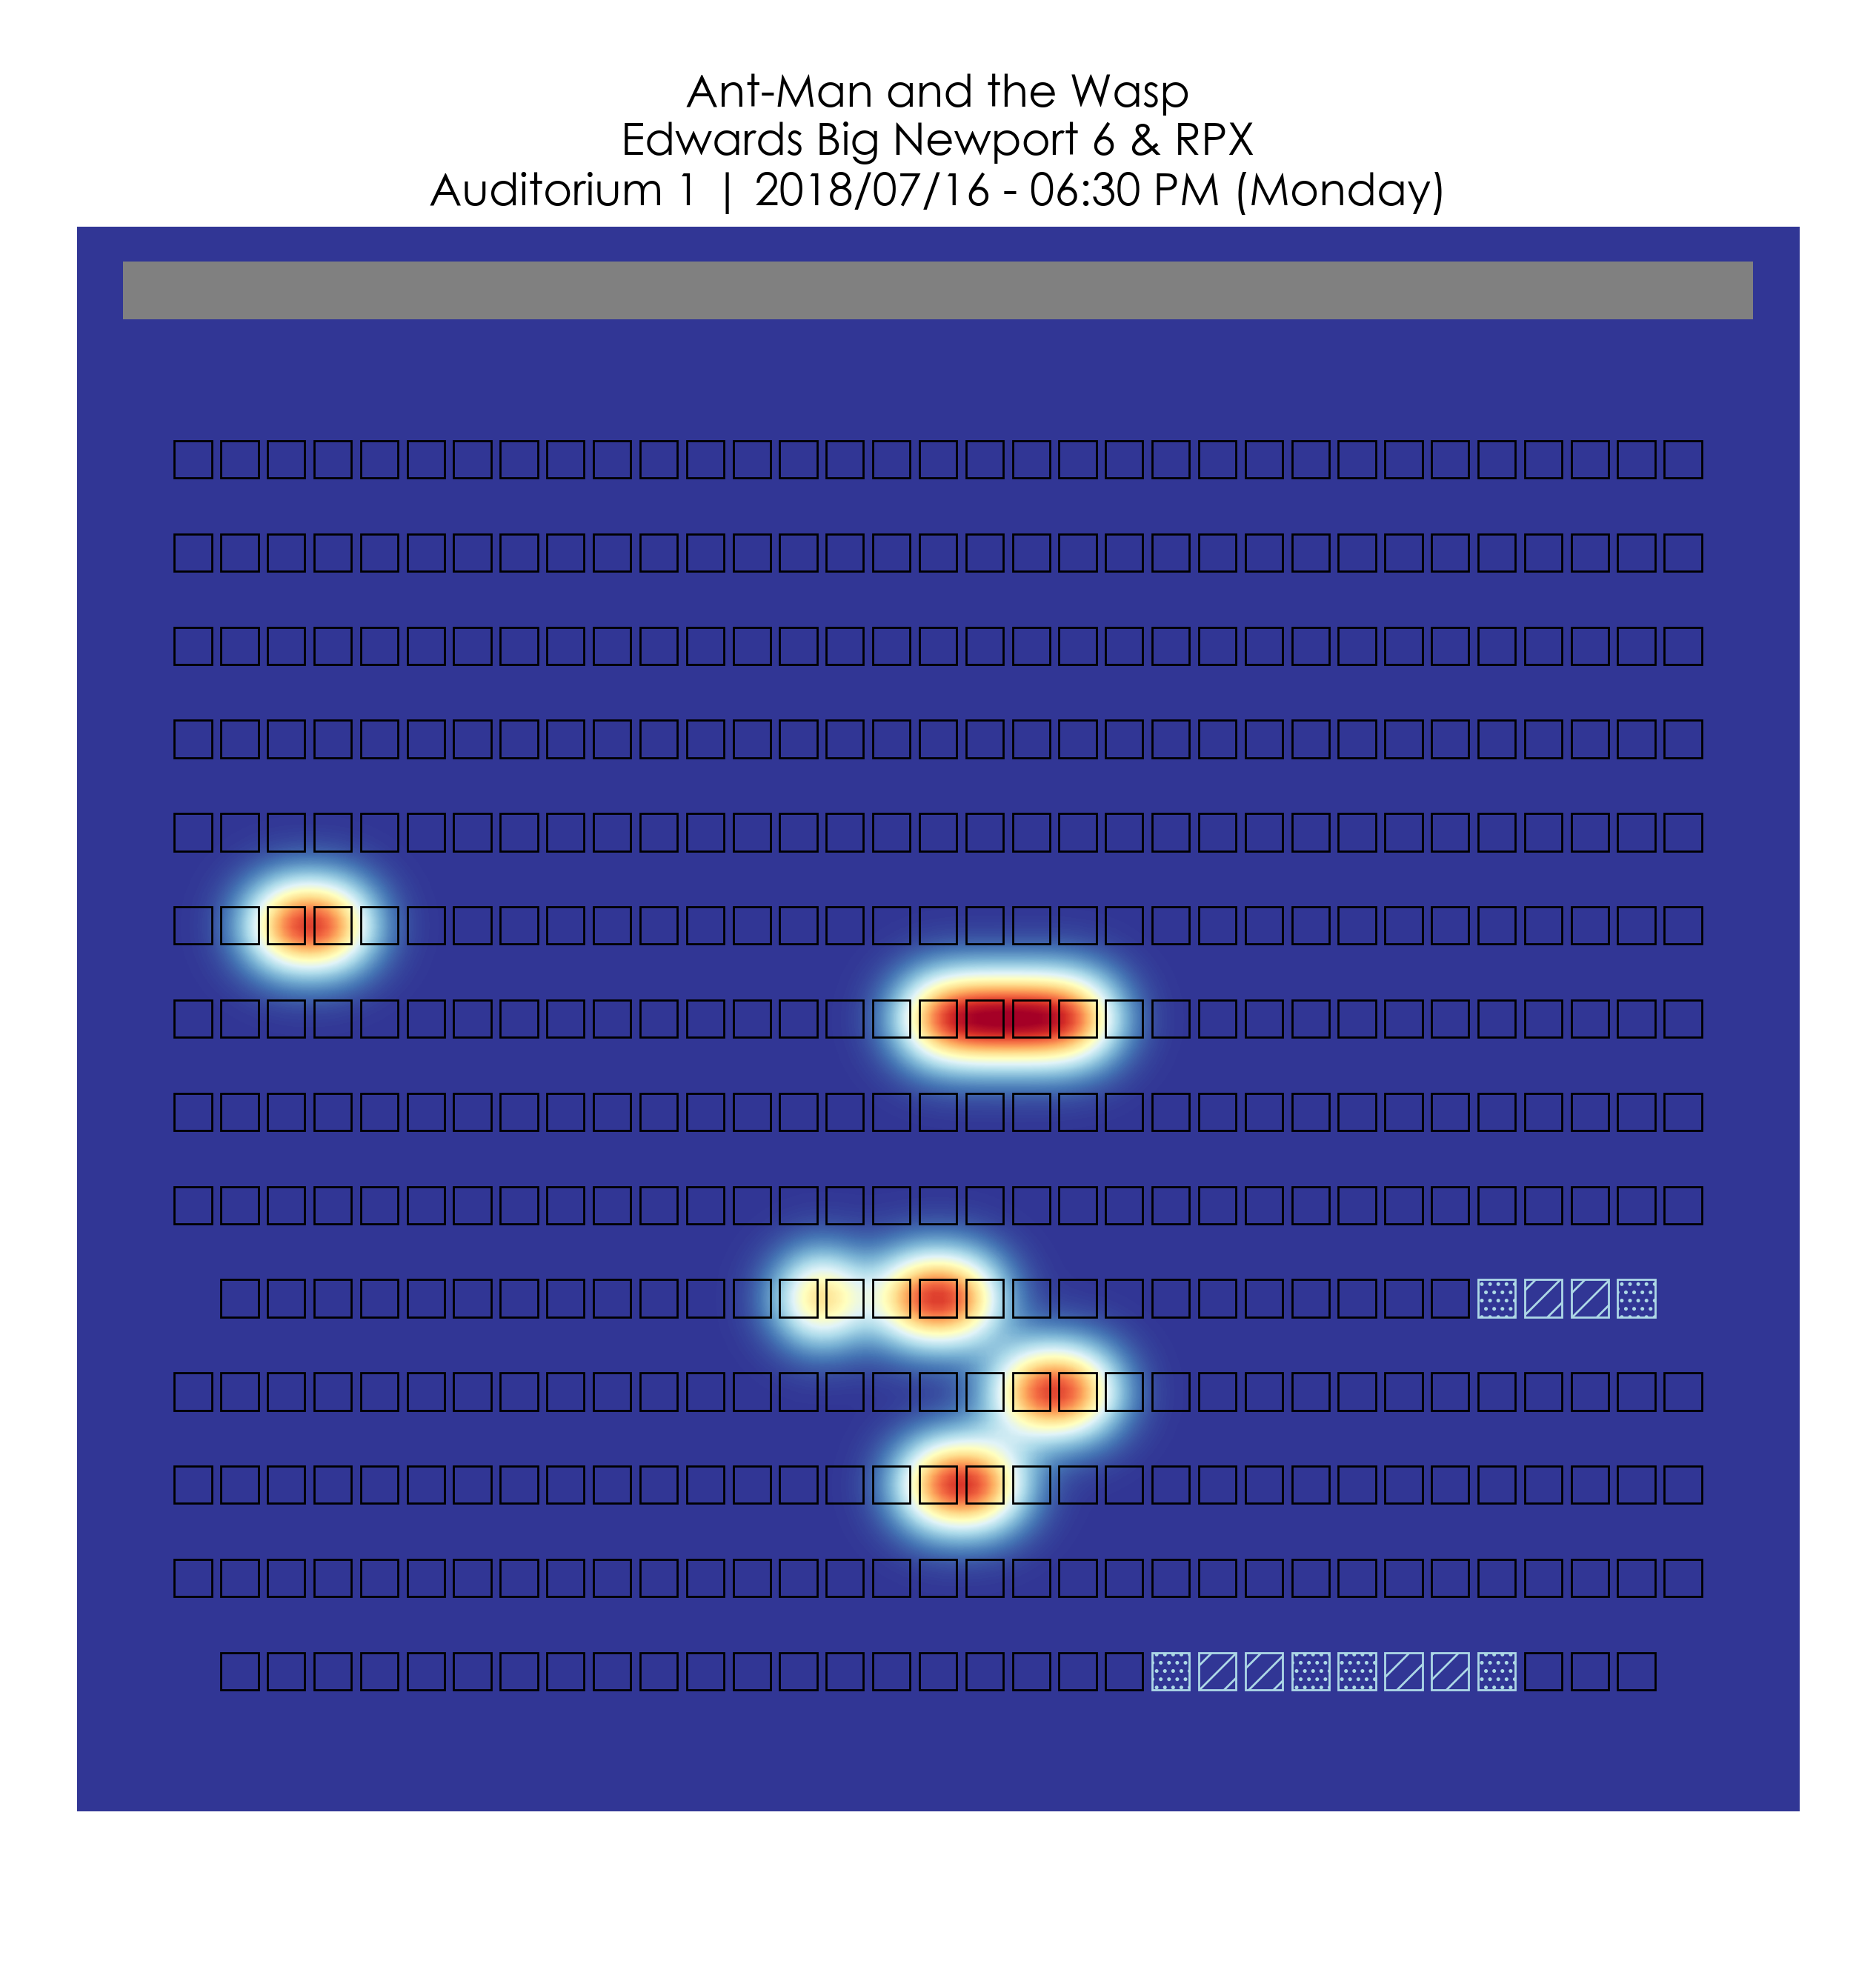 Ant-Man and the Wasp
Edwards Big Newport 6 & RPX
Auditorium 1 | 2018/07/16 - 06:30 PM (Monday)